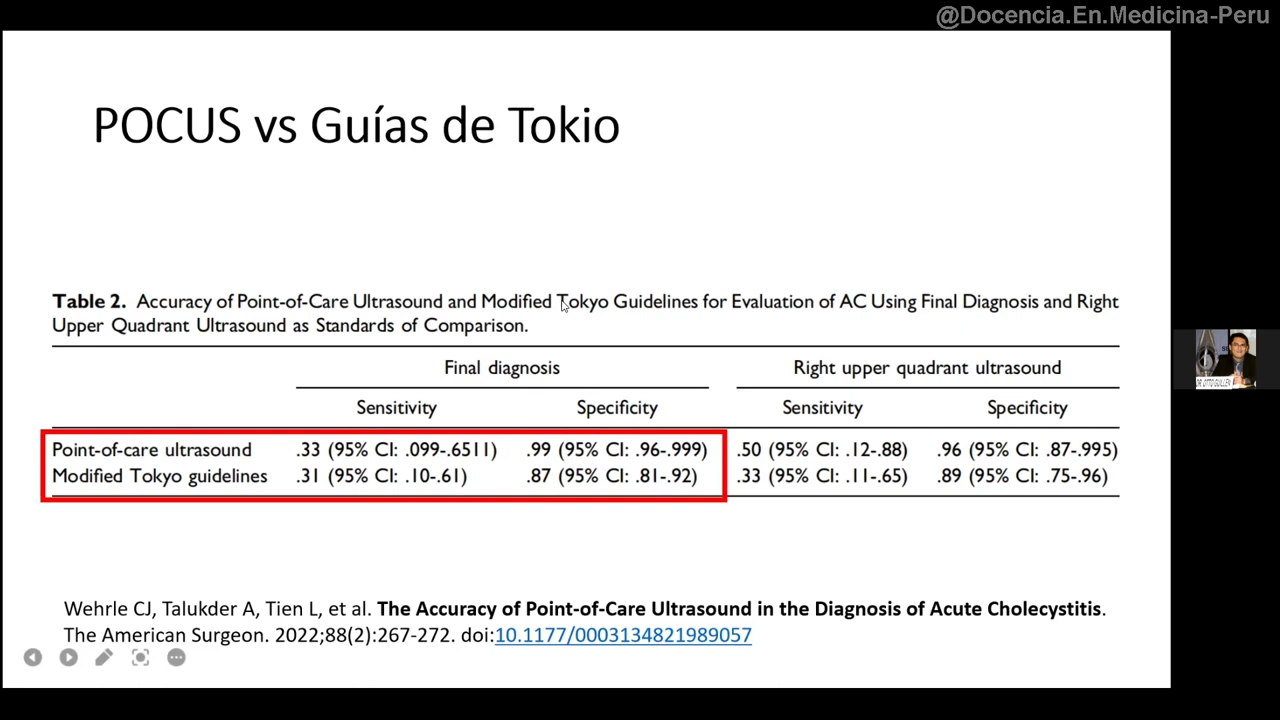 @Docencia.En.Medicina-Peru
POCUS vs Guías de Tokio
Table 2. Accuracy of Point-of-Care Ultrasound and Modified Tokyo Guidelines for Evaluation of AC Using Final Diagnosis and Right
Upper Quadrant Ultrasound as Standards of Comparison.
Final diagnosis Right upper quadrant ultrasound
Sensitivity Specificity Sensitivity Specificity
Point-of-care ultrasound .33 (95% CI: .099-.6511) .99 (95% CI: .96-.999) .50 (95% CI: .12-.88) .96 (95% CI: .87-.995)
Modified Tokyo guidelines .31 (95% CI: .10-.61) .87 (95% CI: .81-.92) .33 (95% CI: .11-.65) .89 (95% CI: .75-.96)
DR. OTTO GUILLEN
Wehrle CJ, Talukder A, Tien L, et al. The Accuracy of Point-of-Care Ultrasound in the Diagnosis of Acute Cholecystitis.
The American Surgeon. 2022;88(2):267-272. doi:10.1177/0003134821989057